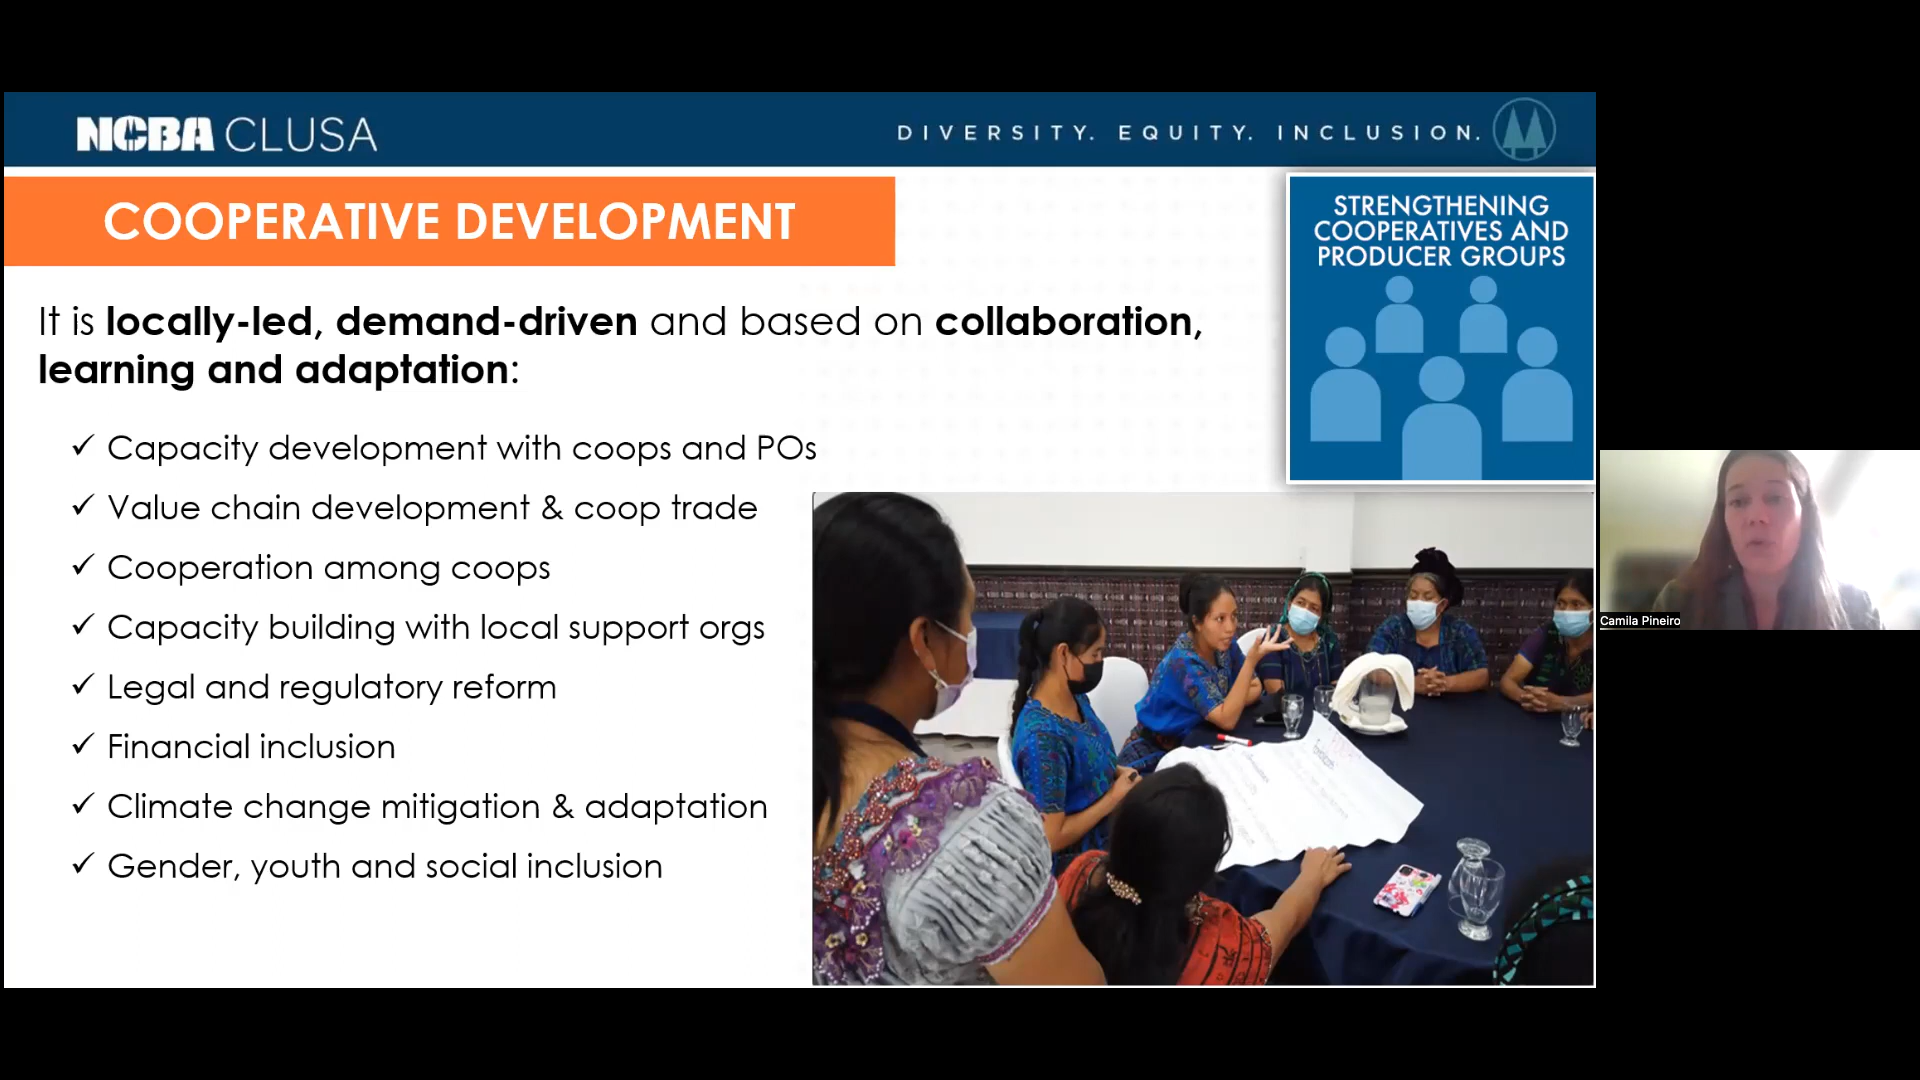 NCBA CLUSA
DIVERSITY. EQUITY. INCLUSION.
COOPERATIVE DEVELOPMENT
STRENGTHENING
COOPERATIVES AND
PRODUCER GROUPS
It is locally-led, demand-driven and based on collaboration,
learning and adaptation:
✓ Capacity development with coops and POs
✓ Value chain development & coop trade
✓ Cooperation among coops
✓ Capacity building with local support orgs
✓ Legal and regulatory reform
✓ Financial inclusion
✓ Climate change mitigation & adaptation
✓ Gender, youth and social inclusion
Camila Pineiro